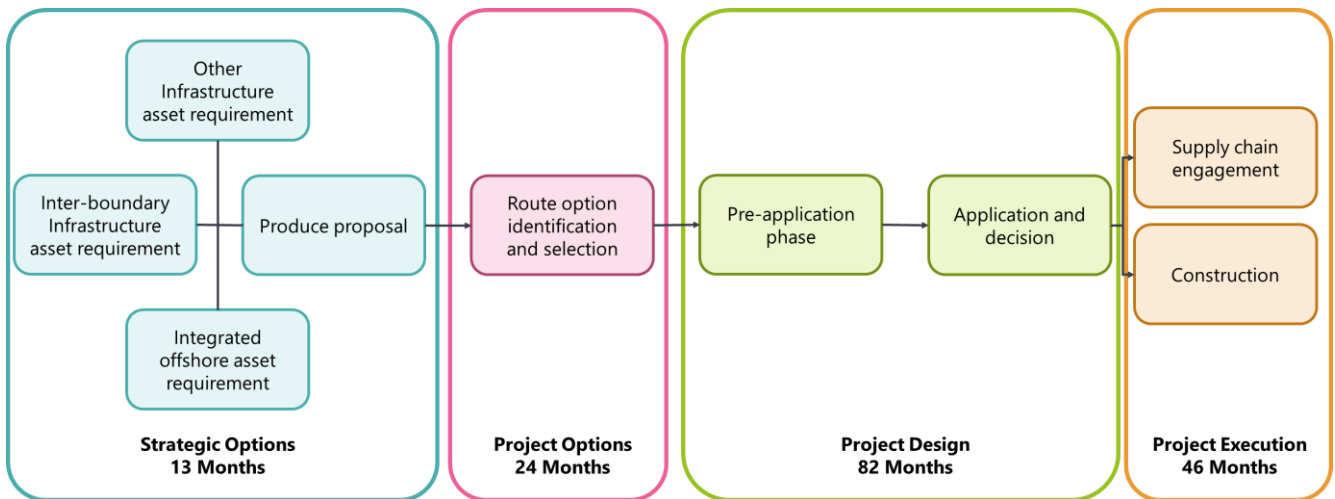 Other
Infrastructure
asset requirement
Inter-boundary
Infrastructure
asset requirement
Produce proposal
Integrated
offshore asset
requirement
Strategic Options
13 Months
Route option
identification
and selection
Project Options
24 Months
Pre-application
phase
Application and
decision
Project Design
82 Months
Supply chain
engagement
Construction
Project Execution
46 Months